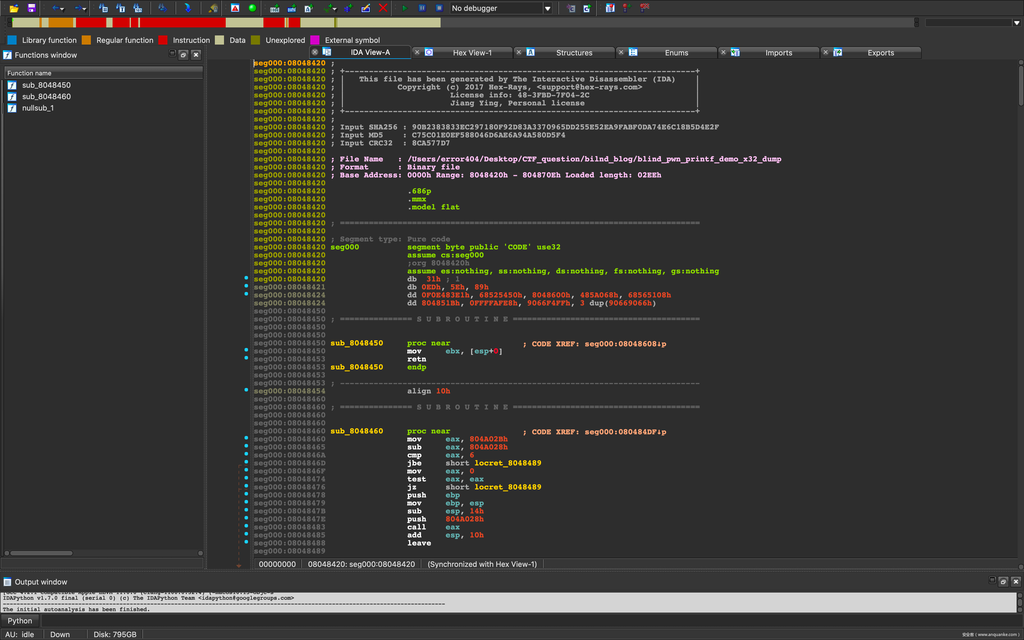 No debugger
Library function Regular function Instruction Data Unexplored External symbol
Functions window
IDA View-A Hex View-1 Structures Enums Imports Exports
Function name
sub_8048450
sub_8048460
nullsub_1
seg000:08048420 ;
seg000:08048420 ; +-------------------------------------------------------------------------+
seg000:08048420 ; | This file has been generated by The Interactive Disassembler (IDA) |
seg000:08048420 ; | Copyright (c) 2017 Hex-Rays, <support@hex-rays.com> |
seg000:08048420 ; | License info: 48-3FBD-7F04-2C |
seg000:08048420 ; | Jiang Ying, Personal license |
seg000:08048420 ; +-------------------------------------------------------------------------+
seg000:08048420 ;
seg000:08048420 ; Input SHA256 : 90B2383833EC297180F92D83A3370965DD255E52EA9FABF0DA74E6C18B5D4E2F
seg000:08048420 ; Input MD5 : C75C01E0EF588046D6AE6A94A580D5F4
seg000:08048420 ; Input CRC32 : 8CA577D7
seg000:08048420
seg000:08048420 ; File Name : /Users/error404/Desktop/CTF_question/bilnd_blog/blind_pwn_printf_demo_x32_dump
seg000:08048420 ; Format : Binary file
seg000:08048420 ; Base Address: 0000h Range: 8048420h - 804870Eh Loaded length: 02EEh
seg000:08048420
seg000:08048420 .686p
seg000:08048420 .mmx
seg000:08048420 .model flat
seg000:08048420
seg000:08048420 ; ===========================================================================
seg000:08048420
seg000:08048420 ; Segment type: Pure code
seg000:08048420 seg000 segment byte public 'CODE' use32
seg000:08048420 assume cs:seg000
seg000:08048420 ;org 8048420h
seg000:08048420 assume es:nothing, ss:nothing, ds:nothing, fs:nothing, gs:nothing
seg000:08048420 db 31h ; 1
seg000:08048421 db 0EDh, 5Eh, 89h
seg000:08048424 dd 0F0E483E1h, 68525450h, 8048600h, 485A068h, 68565108h
seg000:08048424 dd 804851Bh, 0FFFFAFE8h, 9066F4FFh, 3 dup(90669066h)
seg000:08048450
seg000:08048450 ; =============== S U B R O U T I N E =======================================
seg000:08048450
seg000:08048450
seg000:08048450 sub_8048450 proc near ; CODE XREF: seg000:08048608↓p
seg000:08048450 mov ebx, [esp+0]
seg000:08048453 retn
seg000:08048453 sub_8048450 endp
seg000:08048453
seg000:08048453 ; ---------------------------------------------------------------------------
seg000:08048454 align 10h
seg000:08048460
seg000:08048460 ; =============== S U B R O U T I N E =======================================
seg000:08048460
seg000:08048460
seg000:08048460 sub_8048460 proc near ; CODE XREF: seg000:080484DF↓p
seg000:08048460 mov eax, 804A02Bh
seg000:08048465 sub eax, 804A028h
seg000:0804846A cmp eax, 6
seg000:0804846D jbe short locret_8048489
seg000:0804846F mov eax, 0
seg000:08048474 test eax, eax
seg000:08048476 jz short locret_8048489
seg000:08048478 push ebp
seg000:08048479 mov ebp, esp
seg000:0804847B sub esp, 14h
seg000:0804847E push 804A028h
seg000:08048483 call eax
seg000:08048485 add esp, 10h
seg000:08048488 leave
seg000:08048489
00000000 08048420: seg000:08048420 (Synchronized with Hex View-1)
Output window
IDAPython v1.7.0 final (serial 0) (c) The IDAPython Team <idapython@googlegroups.com>
The initial autoanalysis has been finished.
Python
AU: idle Down Disk: 795GB
安全客 ( www.anquanke.com )